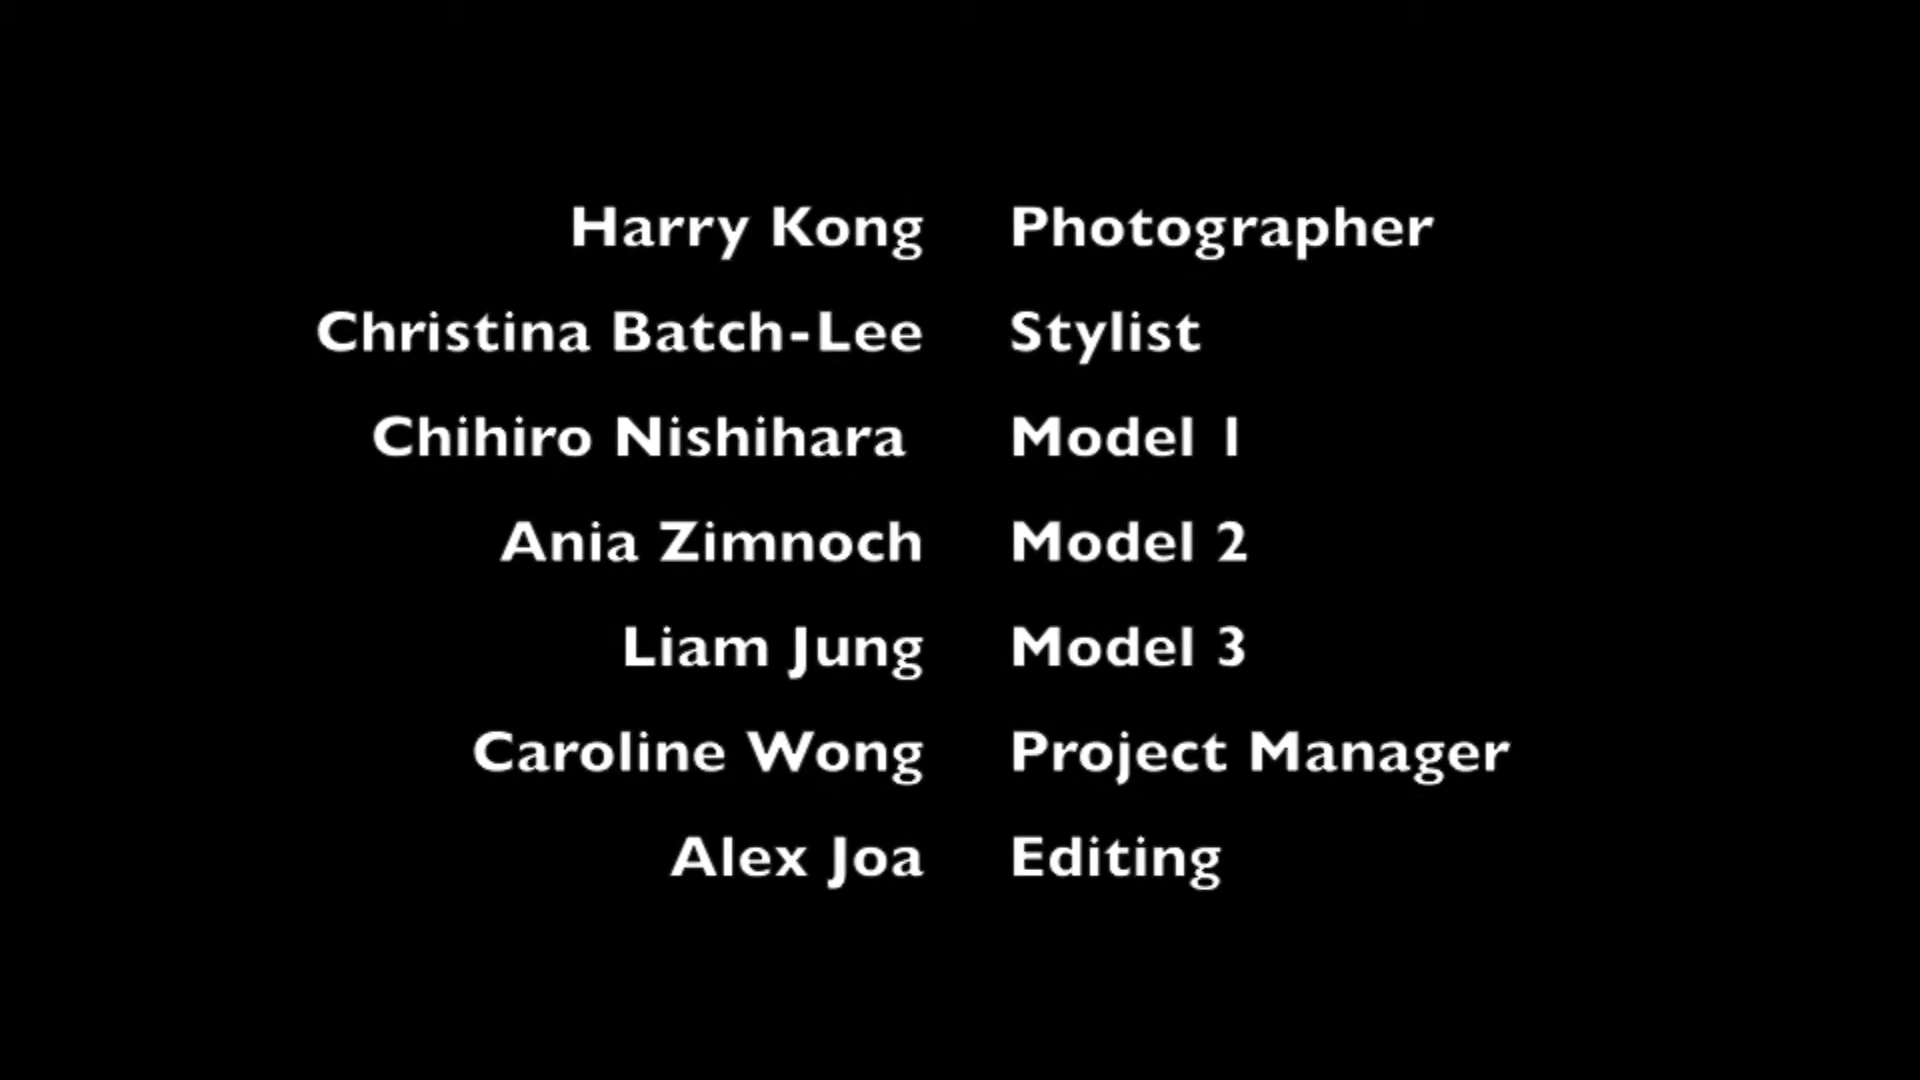 Harry Kong Photographer
Christina Batch-Lee Stylist
Chihiro Nishihara Model 1
Ania Zimnoch Model 2
Liam Jung Model 3
Caroline Wong Project Manager
Alex Joa Editing